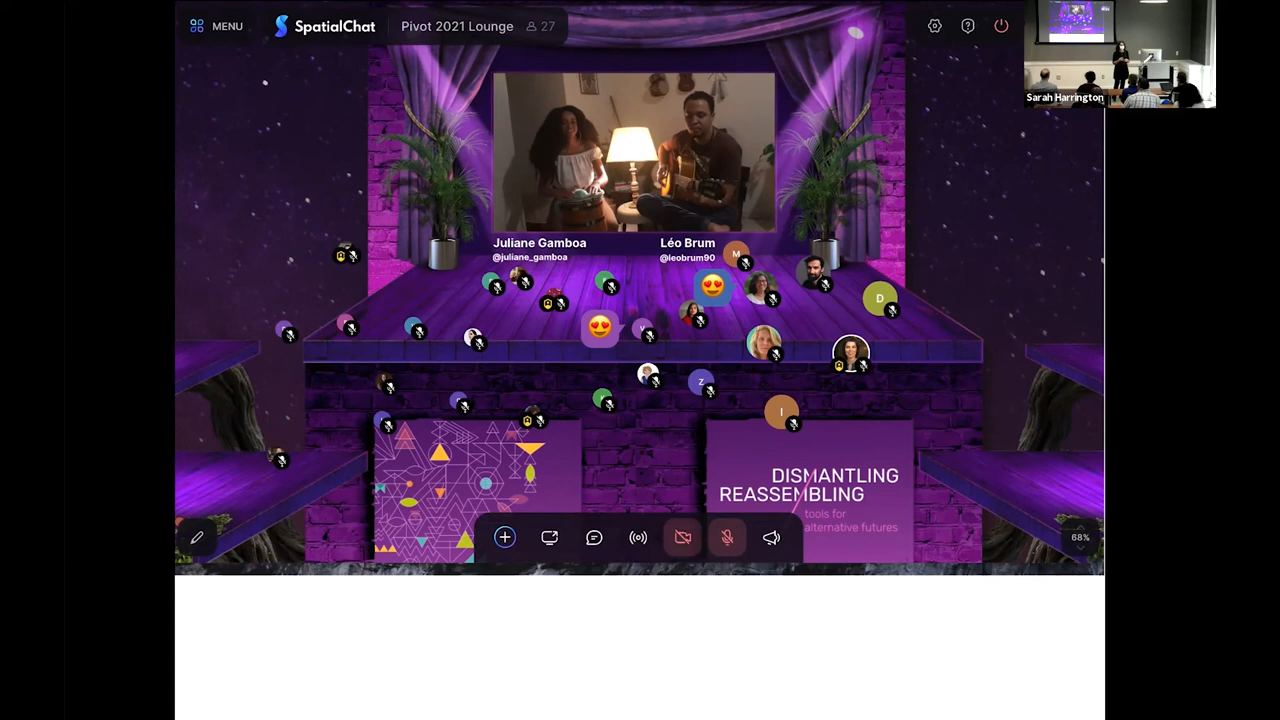 MENU
SpatialChat
Pivot 2021 Lounge
27
Sarah Harrington
Juliane Gamboa
@juliane_gamboa
Léo Brum
@leobrum90
M
D
Z
I
DISMANTLING
REASSEMBLING
tools for
alternative futures
68%